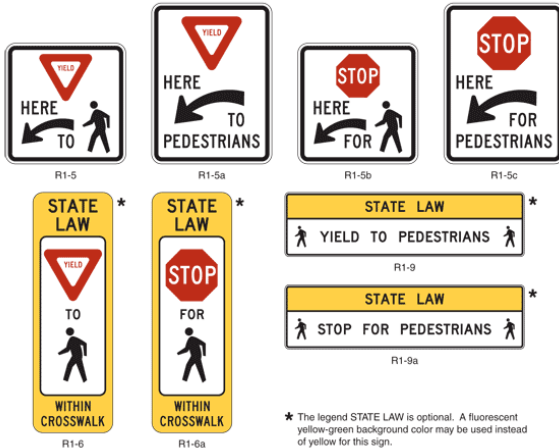 YIELD
HERE
TO
R1-5
YIELD
HERE
TO
PEDESTRIANS
R1-5a
STOP
HERE
FOR
R1-5b
STOP
HERE
FOR
PEDESTRIANS
R1-5c
STATE
LAW
*
YIELD
TO
WITHIN
CROSSWALK
R1-6
STATE
LAW
*
STOP
FOR
WITHIN
CROSSWALK
R1-6a
STATE LAW
*
YIELD TO PEDESTRIANS
R1-9
STATE LAW
*
STOP FOR PEDESTRIANS
R1-9a
* The legend STATE LAW is optional. A fluorescent
yellow-green background color may be used instead
of yellow for this sign.